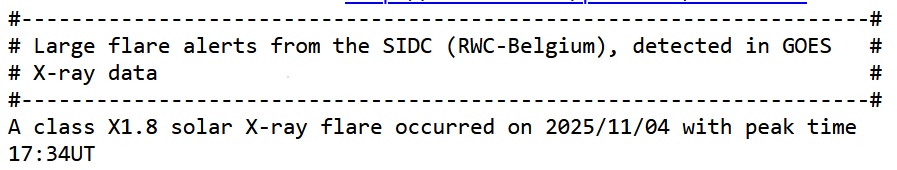 #---------------------------------------------------------------------#
# Large flare alerts from the SIDC (RWC-Belgium), detected in GOES   #
# X-ray data                                                          #
#---------------------------------------------------------------------#
A class X1.8 solar X-ray flare occurred on 2025/11/04 with peak time
17:34UT